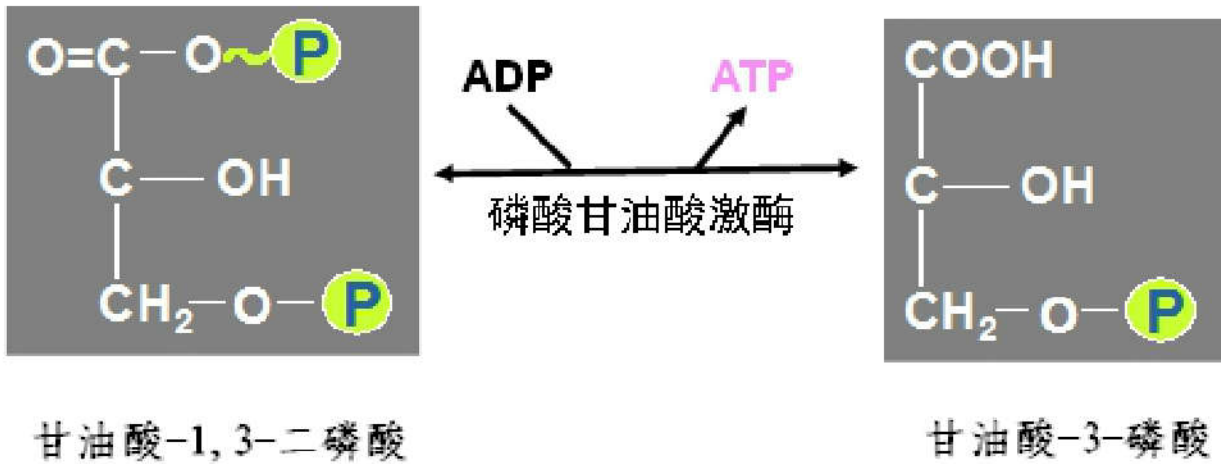 O=C—O~P
C—OH
CH₂—O—P
甘油酸-1,3-二磷酸
ADP
ATP
磷酸甘油酸激酶
COOH
C—OH
CH₂—O—P
甘油酸-3-磷酸